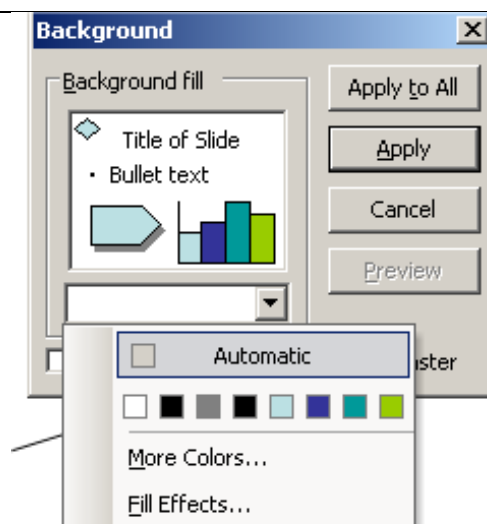 Background
Background fill
Title of Slide
• Bullet text
Apply to All
Apply
Cancel
Preview
Automatic
More Colors...
Fill Effects...